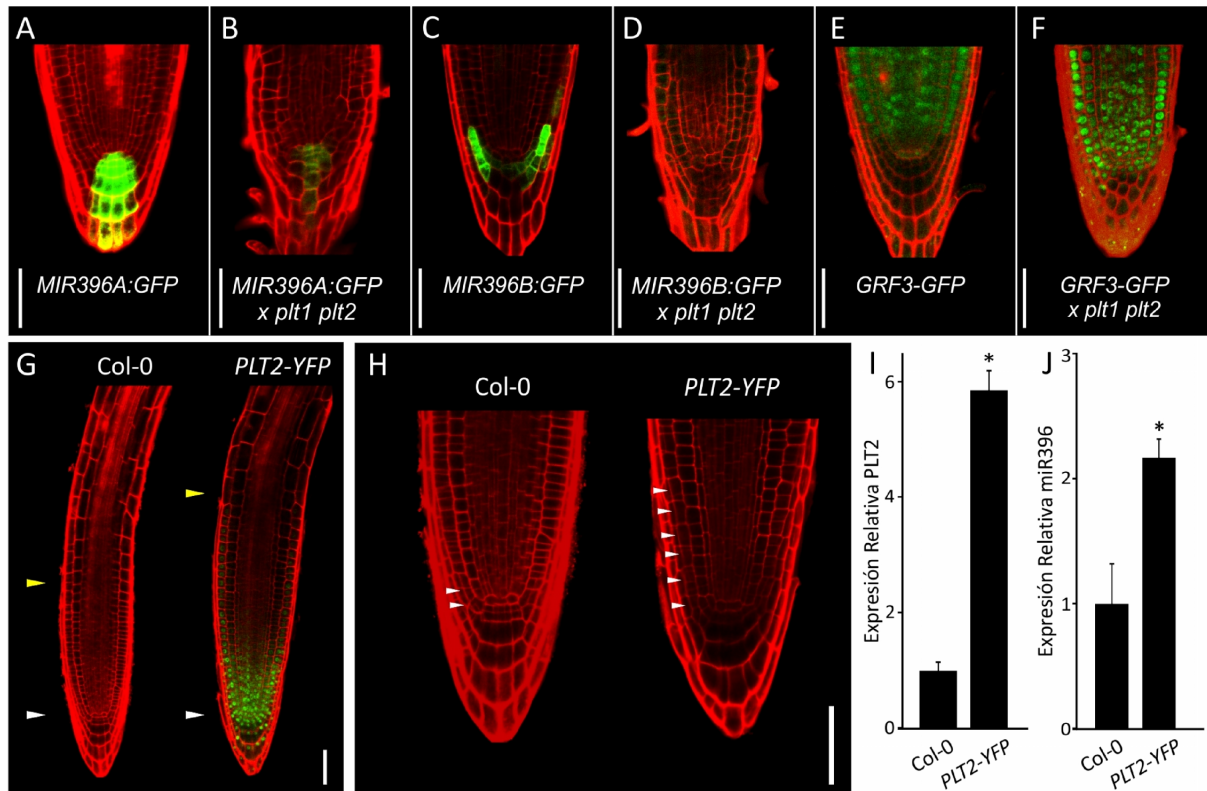 A
B
C
D
E
F
MIR396A:GFP
MIR396A:GFP
x plt1 plt2
MIR396B:GFP
MIR396B:GFP
x plt1 plt2
GRF3-GFP
GRF3-GFP
x plt1 plt2
G
Col-0
PLT2-YFP
H
Col-0
PLT2-YFP
I
Expresión Relativa PLT2
6
4
2
0
*
Col-0
PLT2-YFP
J
Expresión Relativa miR396
3
2
1
0
*
Col-0
PLT2-YFP